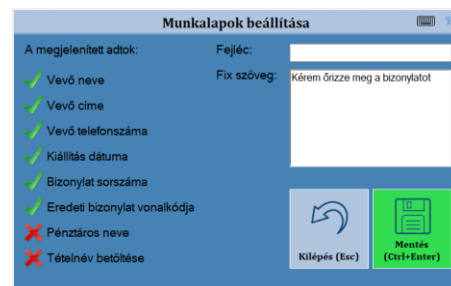 Munkalapok beállítása
A megjelenített adtok:
Fejléc:
Vevő neve
Fix szöveg:
Kérem őrizze meg a bizonylatot
Vevő címe
Vevő telefonszáma
Kiállítás dátuma
Bizonylat sorszáma
Eredeti bizonylat vonalkódja
Pénztáros neve
Tételnév betöltése
Kilépés (Esc)
Mentés
(Ctrl+Enter)